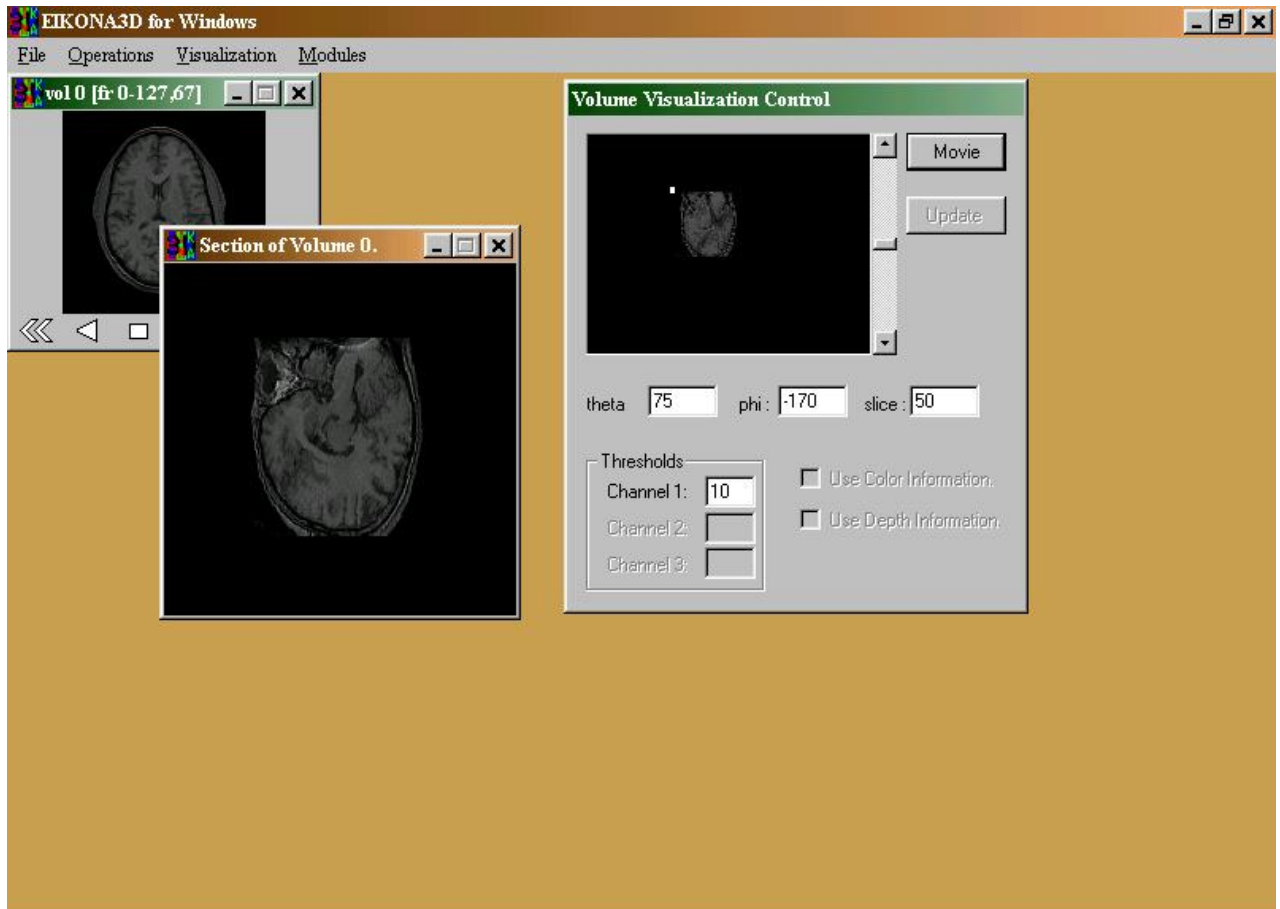 EIKONA3D for Windows
File Operations Visualization Modules
vol 0 [fr 0-127,67]
Section of Volume 0.
Volume Visualization Control
Movie
Update
theta 75 phi : -170 slice : 50
Thresholds
Channel 1: 10
Channel 2:
Channel 3:
Use Color Information.
Use Depth Information.